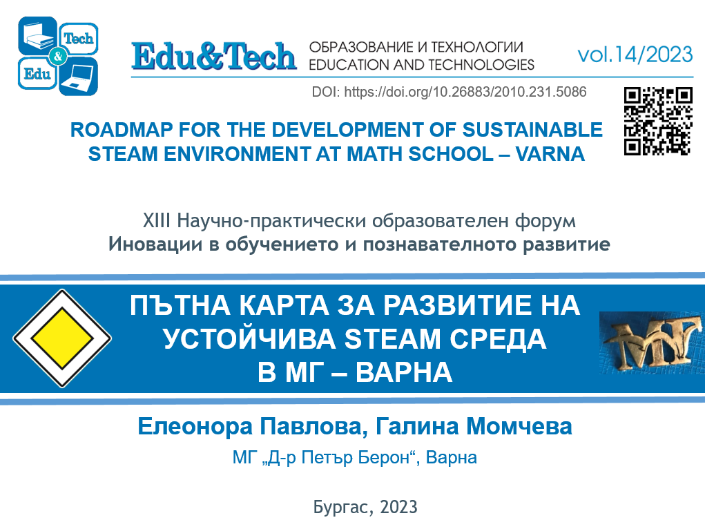 Tech
&
Edu
Edu&Tech
ОБРАЗОВАНИЕ И ТЕХНОЛОГИИ
EDUCATION AND TECHNOLOGIES
vol.14/2023
DOI: https://doi.org/10.26883/2010.231.5086
ROADMAP FOR THE DEVELOPMENT OF SUSTAINABLE
STEAM ENVIRONMENT AT MATH SCHOOL – VARNA
XIII Научно-практически образователен форум
Иновации в обучението и познавателното развитие
ПЪТНА КАРТА ЗА РАЗВИТИЕ НА
УСТОЙЧИВА STEAM СРЕДА
В МГ – ВАРНА
МГ
Елеонора Павлова, Галина Момчева
МГ „Д-р Петър Берон“, Варна
Бургас, 2023